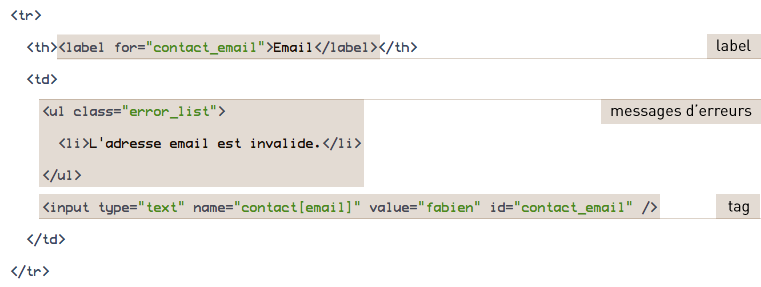 <tr>
<th><label for="contact_email">Email</label></th>
label
<td>
<ul class="error_list">
messages d'erreurs
<li>L'adresse email est invalide.</li>
</ul>
<input type="text" name="contact[email]" value="fabien" id="contact_email" />
tag
</td>
</tr>